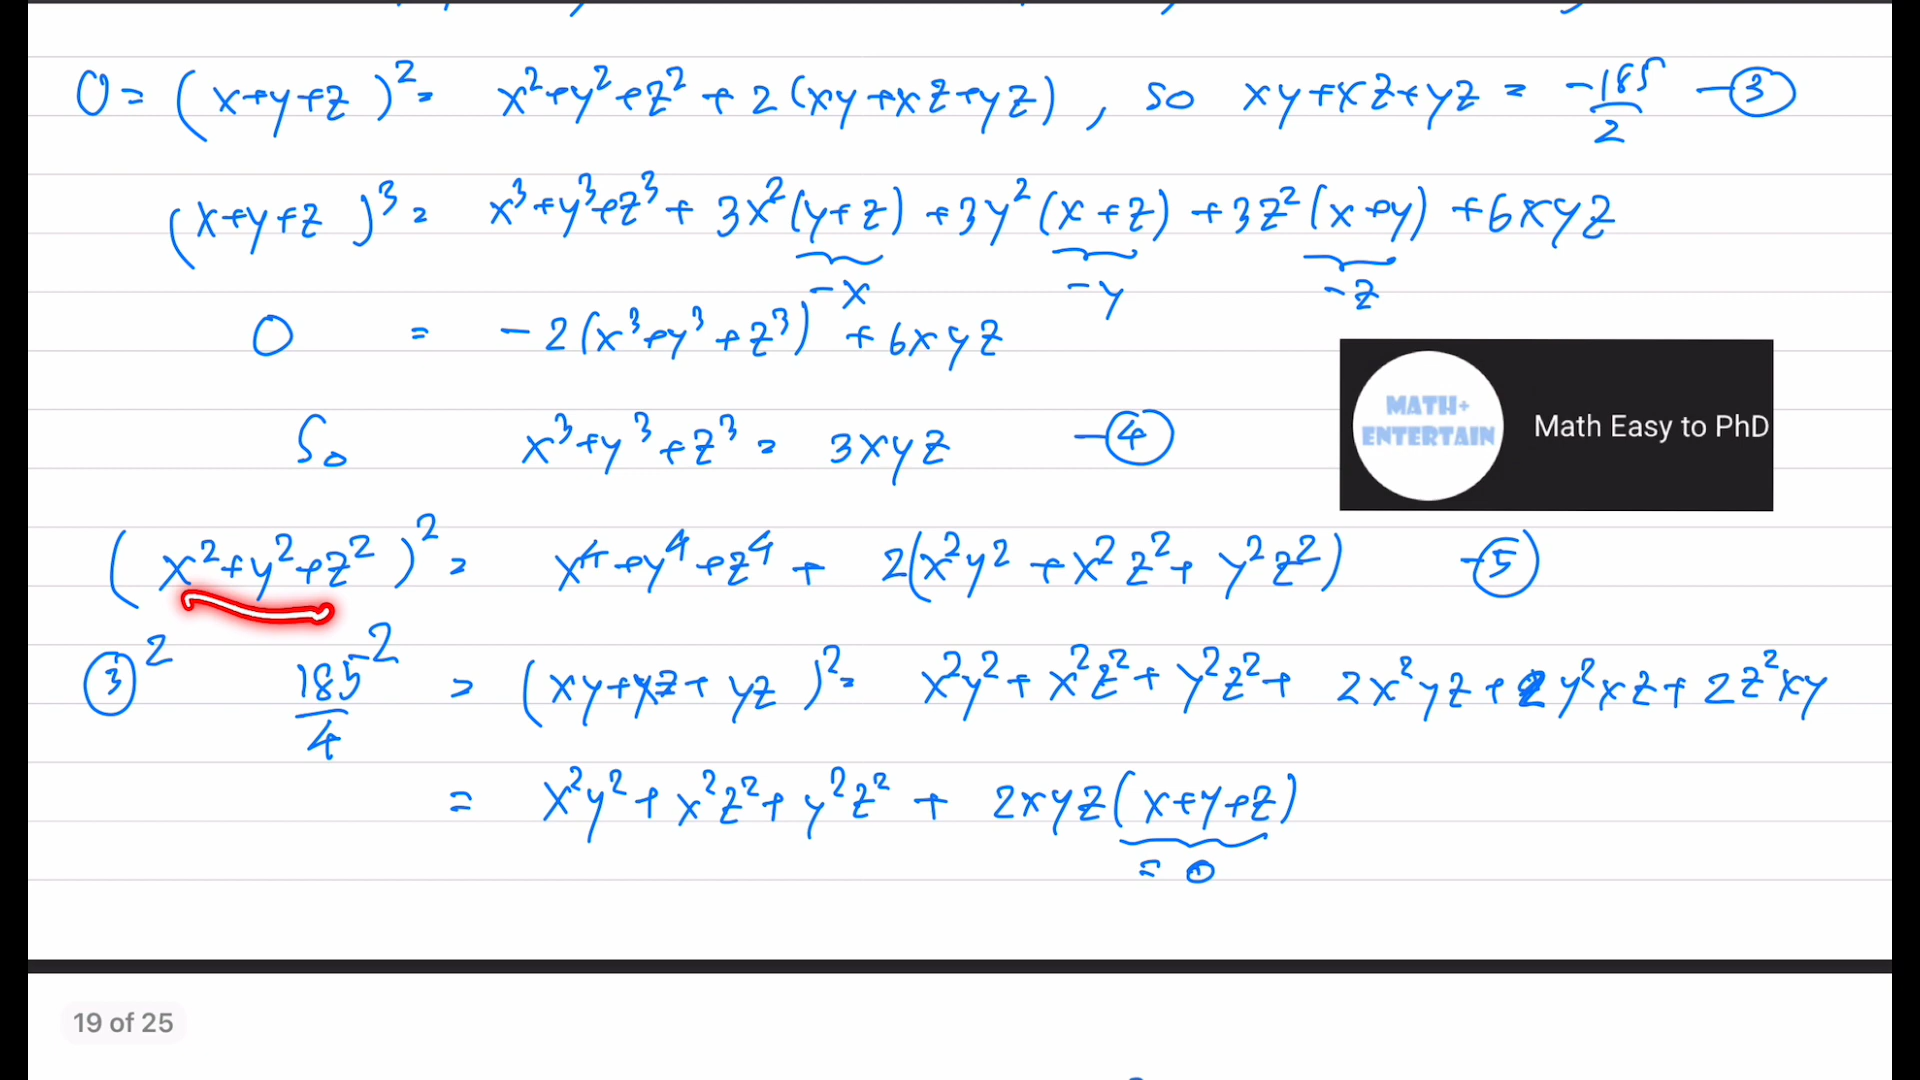 0 = (x+y+z)² = x²+y²+z² + 2(xy+xz+yz), so xy+xz+yz = -185/2 -③
(x+y+z)³ = x³+y³+z³ + 3x²(y+z) + 3y²(x+z) + 3z²(x+y) + 6xyz
-x -y -z
0 = -2(x³+y³+z³) + 6xyz
So x³+y³+z³ = 3xyz -④
MATH+
ENTERTAIN
Math Easy to PhD
(x²+y²+z²)² = x⁴+y⁴+z⁴ + 2(x²y²+x²z²+y²z²) -⑤
③² 185²/4 = (xy+xz+yz)² = x²y²+x²z²+y²z²+ 2x²yz+2y²xz+2z²xy
= x²y²+x²z²+y²z² + 2xyz(x+y+z)
= 0
19 of 25